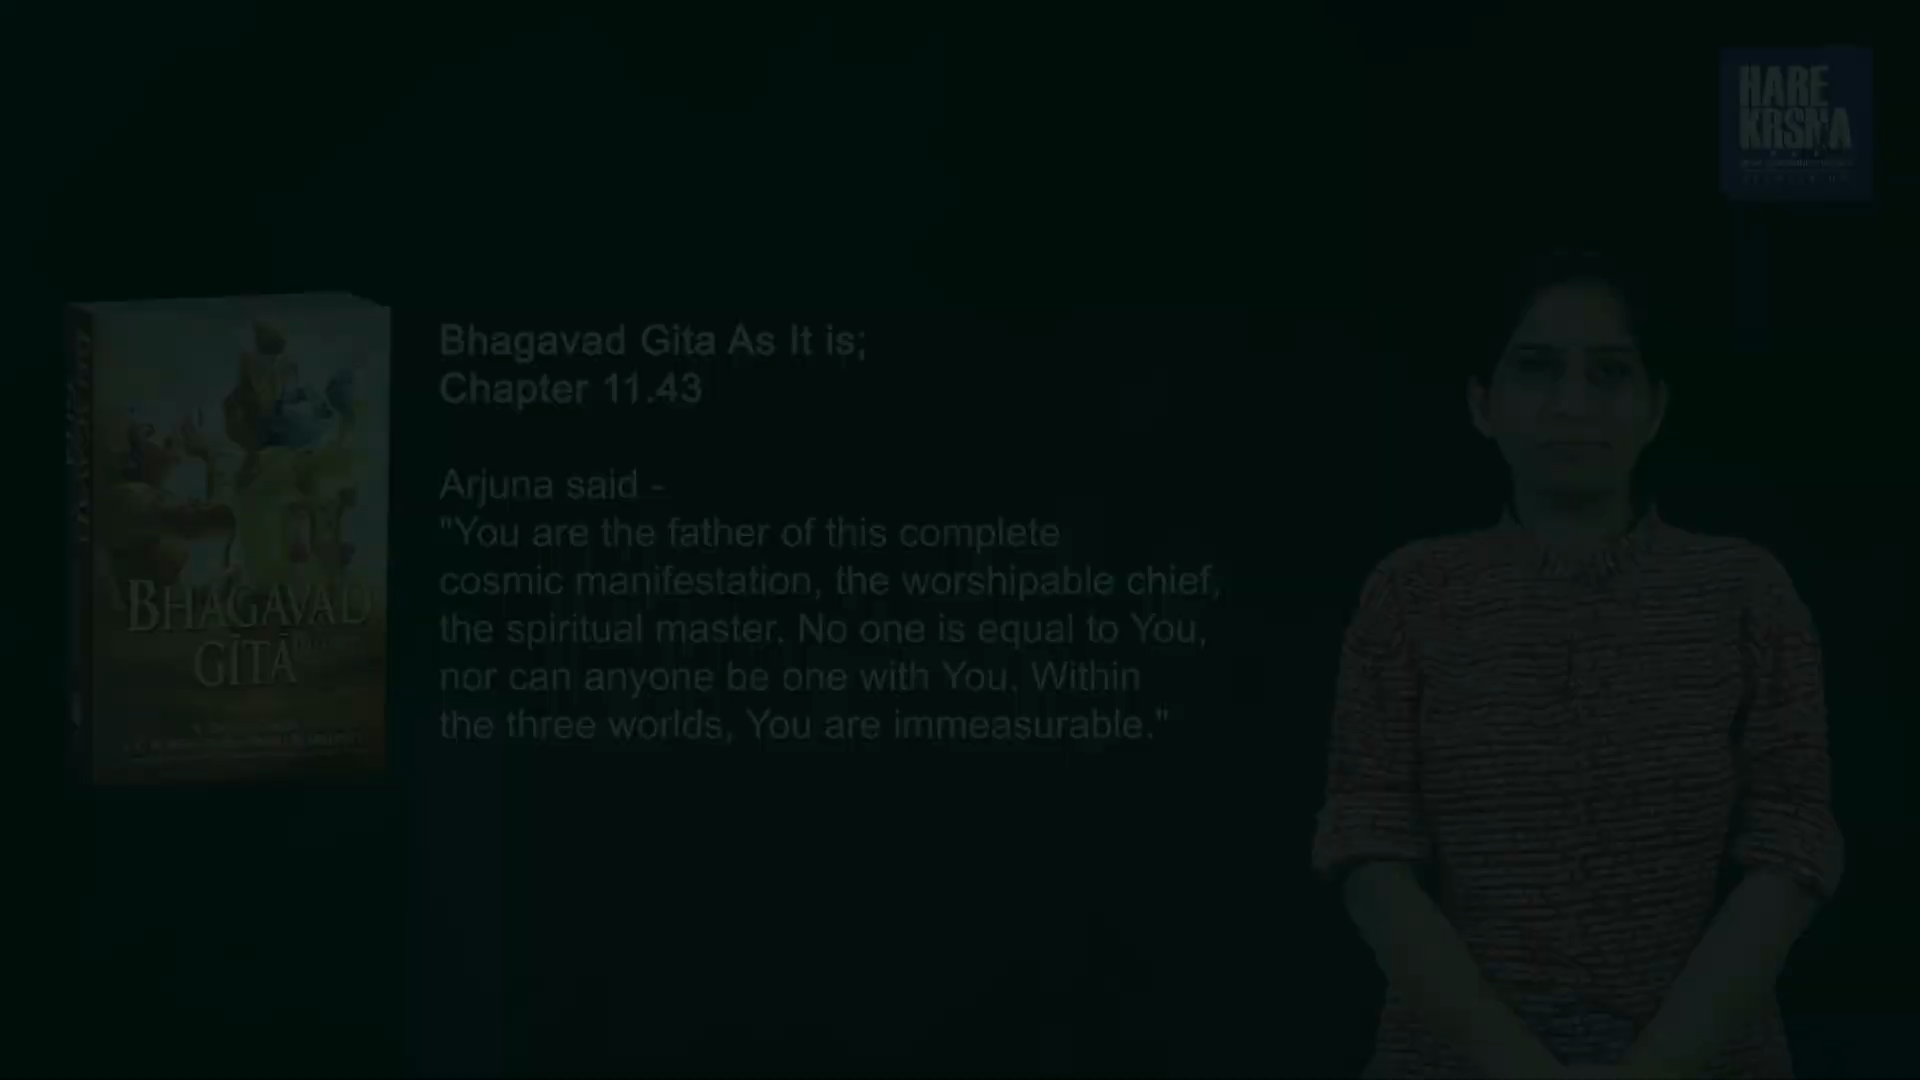 HARE
KRSNA
Bhagavad Gita As It is;
Chapter 11.43
Arjuna said -
"You are the father of this complete
cosmic manifestation, the worshipable chief,
the spiritual master. No one is equal to You,
nor can anyone be one with You. Within
the three worlds, You are immeasurable."
BHAGAVAD
GĪTĀ